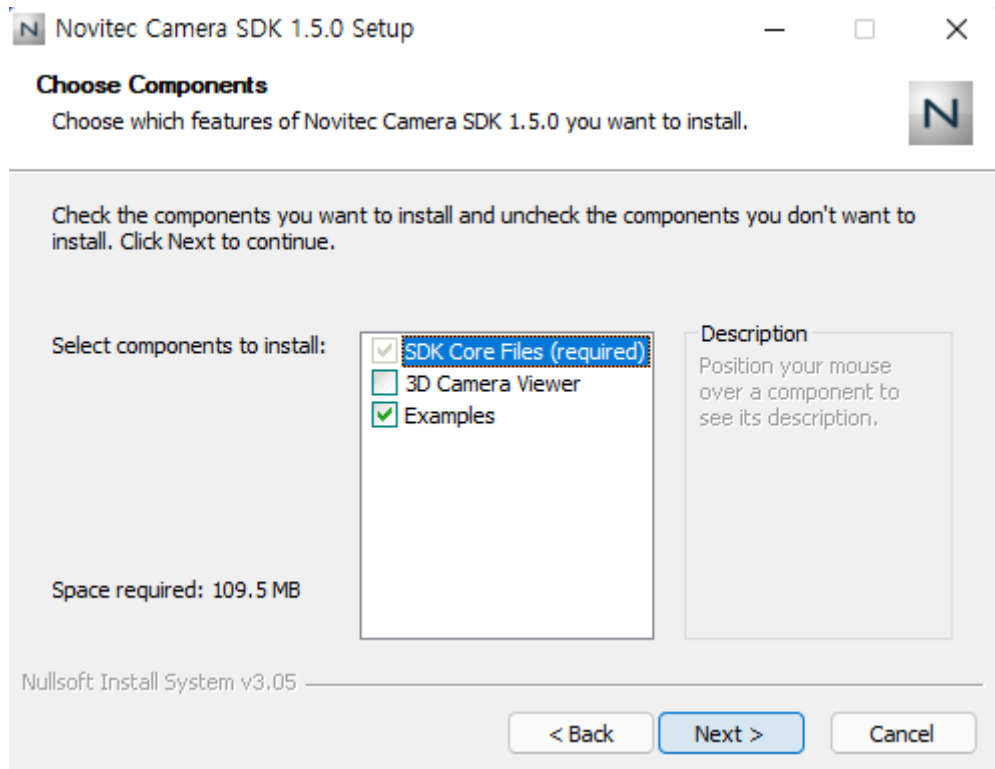 N Novitec Camera SDK 1.5.0 Setup
Choose Components
Choose which features of Novitec Camera SDK 1.5.0 you want to install.
N
Check the components you want to install and uncheck the components you don't want to
install. Click Next to continue.
Select components to install:
SDK Core Files (required)
3D Camera Viewer
Examples
Description
Position your mouse
over a component to
see its description.
Space required: 109.5 MB
Nullsoft Install System v3.05
< Back
Next >
Cancel